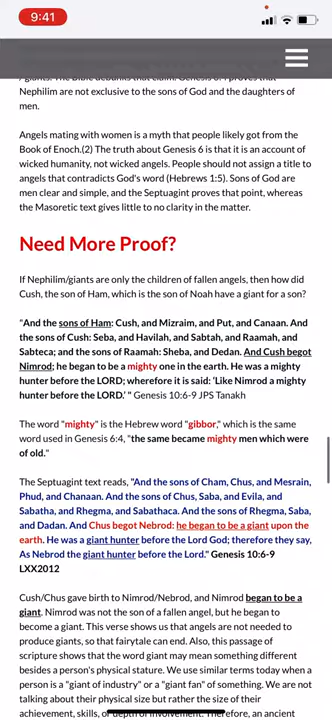 9:41
/giants. The Bible debunks that claim. Genesis 6:4 proves that
Nephilim are not exclusive to the sons of God and the daughters of
men.
Angels mating with women is a myth that people likely got from the
Book of Enoch.(2) The truth about Genesis 6 is that it is an account of
wicked humanity, not wicked angels. People should not assign a title to
angels that contradicts God's word (Hebrews 1:5). Sons of God are
men clear and simple, and the Septuagint proves that point, whereas
the Masoretic text gives little to no clarity in the matter.
Need More Proof?
If Nephilim/giants are only the children of fallen angels, then how did
Cush, the son of Ham, which is the son of Noah have a giant for a son?
"And the sons of Ham: Cush, and Mizraim, and Put, and Canaan. And
the sons of Cush: Seba, and Havilah, and Sabtah, and Raamah, and
Sabteca; and the sons of Raamah: Sheba, and Dedan. And Cush begot
Nimrod; he began to be a mighty one in the earth. He was a mighty
hunter before the LORD; wherefore it is said: 'Like Nimrod a mighty
hunter before the LORD.' " Genesis 10:6-9 JPS Tanakh
The word "mighty" is the Hebrew word "gibbor," which is the same
word used in Genesis 6:4, "the same became mighty men which were
of old."
The Septuagint text reads, "And the sons of Cham, Chus, and Mesrain,
Phud, and Chanaan. And the sons of Chus, Saba, and Evila, and
Sabatha, and Rhegma, and Sabathaca. And the sons of Rhegma, Saba,
and Dadan. And Chus begot Nebrod: he began to be a giant upon the
earth. He was a giant hunter before the Lord God; therefore they say,
As Nebrod the giant hunter before the Lord." Genesis 10:6-9
LXX2012
Cush/Chus gave birth to Nimrod/Nebrod, and Nimrod began to be a
giant. Nimrod was not the son of a fallen angel, but he began to
become a giant. This verse shows us that angels are not needed to
produce giants, so that fairytale can end. Also, this passage of
scripture shows that the word giant may mean something different
besides a person's physical stature. We use similar terms today when a
person is a "giant of industry" or a "giant fan" of something. We are not
talking about their physical size but rather the size of their
achievement, skills, or depth of involvement. Therefore, an ancient